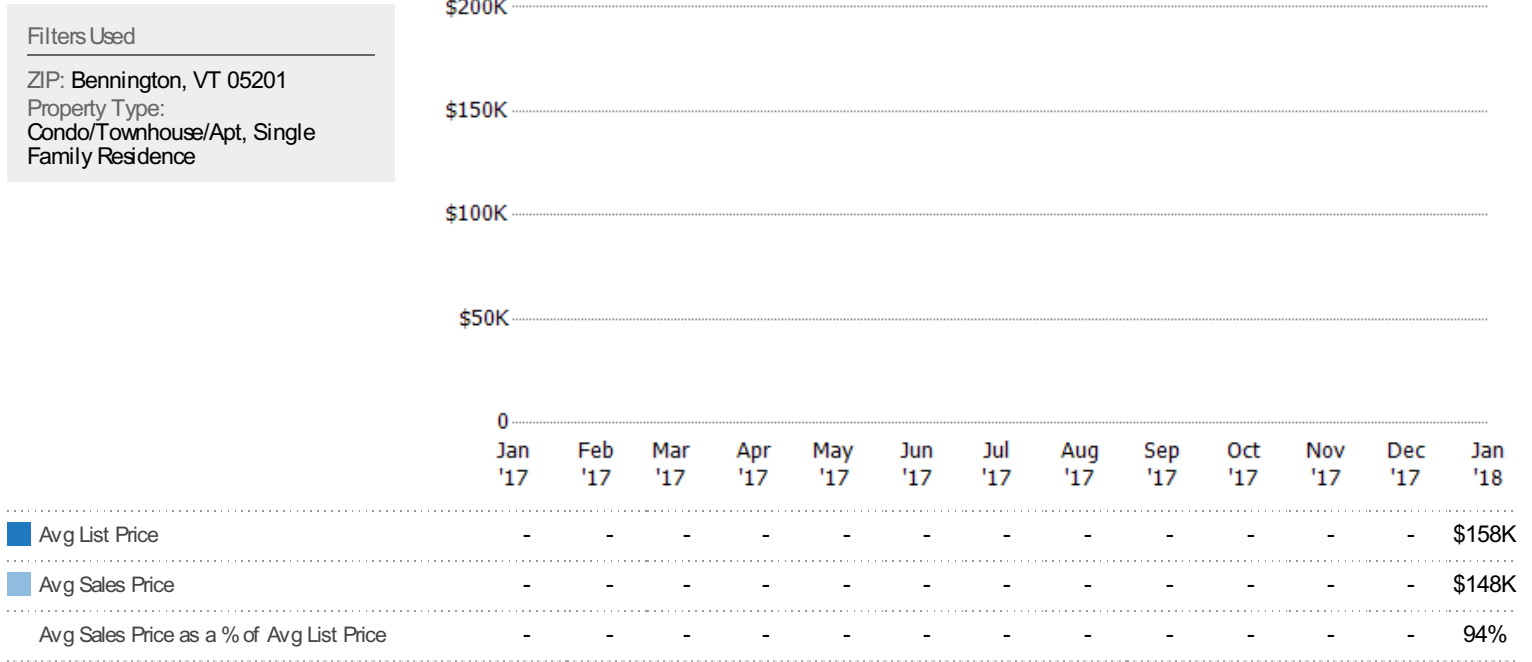 Filters Used
ZIP: Bennington, VT 05201
Property Type:
Condo/Townhouse/Apt, Single
Family Residence
$200K
$150K
$100K
$50K
0
Jan Feb Mar Apr May Jun Jul Aug Sep Oct Nov Dec Jan
'17 '17 '17 '17 '17 '17 '17 '17 '17 '17 '17 '17 '18
Avg List Price - - - - - - - - - - - - $158K
Avg Sales Price - - - - - - - - - - - - $148K
Avg Sales Price as a % of Avg List Price - - - - - - - - - - - - 94%